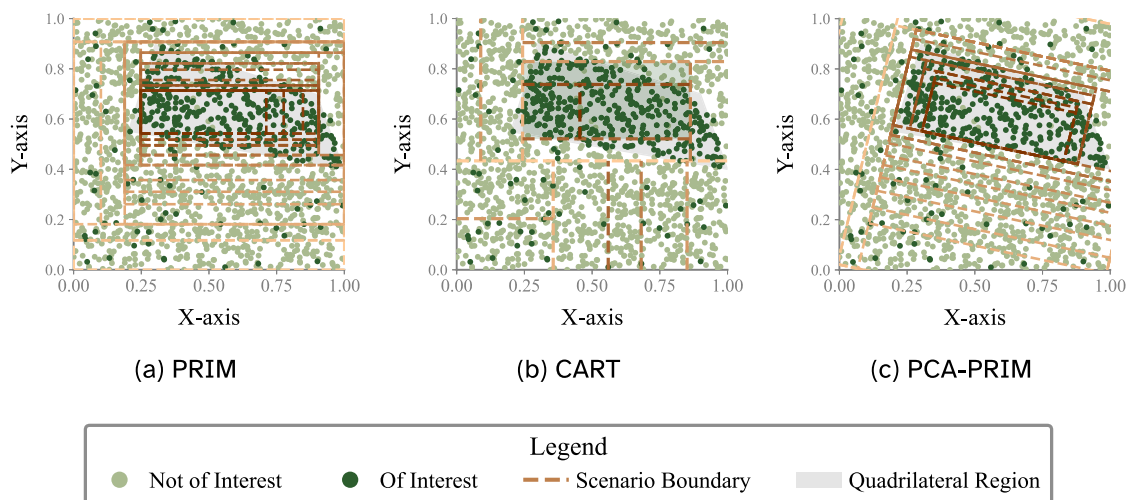 1.0
0.8
0.6
0.4
0.2
0.0
0.00 0.25 0.50 0.75 1.00
Y-axis
X-axis
(a) PRIM
1.0
0.8
0.6
0.4
0.2
0.0
0.00 0.25 0.50 0.75 1.00
Y-axis
X-axis
(b) CART
1.0
0.8
0.6
0.4
0.2
0.0
0.00 0.25 0.50 0.75 1.00
Y-axis
X-axis
(c) PCA-PRIM
Legend
Not of Interest Of Interest Scenario Boundary Quadrilateral Region